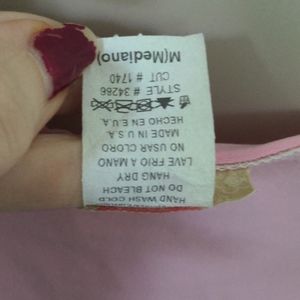 HAND WASH COLD
DO NOT BLEACH
HANG DRY
LAVE FRIO A MANO
NO USAR CLORO
MADE IN U.S.A.
HECHO EN E.U.A.
STYLE # 34286
CUT # 1740
M(Mediano)